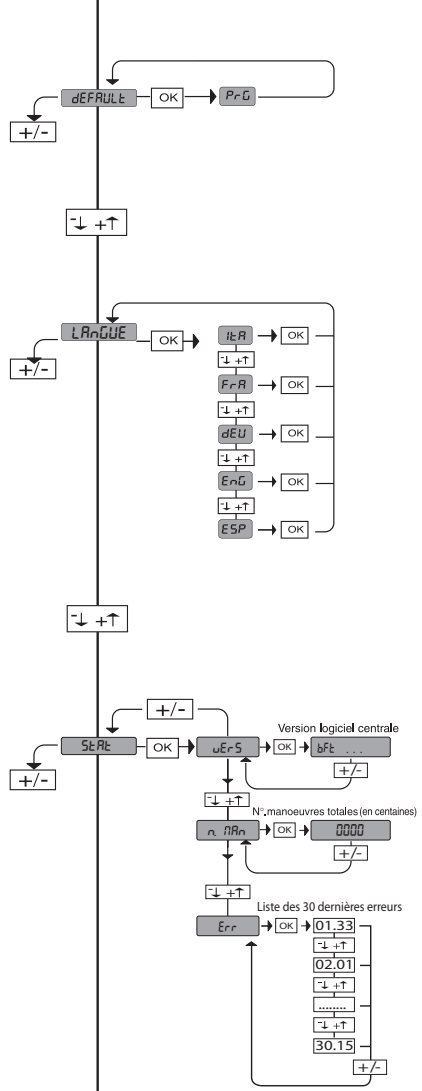 dEFAULt OK PrG
+/-
-↓ +↑
LAnGUE OK ItA OK
+/-
-↓ +↑
FrA OK
-↓ +↑
dEU OK
-↓ +↑
EnG OK
-↓ +↑
ESP OK
-↓ +↑
+/-
Version logiciel centrale
StAt OK vErS OK bFt ...
+/-
+/-
-↓ +↑
N°.manoeuvres totales (en centaines)
n. MAn OK 0000
+/-
-↓ +↑
Liste des 30 dernières erreurs
Err OK 01.33
-↓ +↑
02.01
-↓ +↑
........
-↓ +↑
30.15
+/-